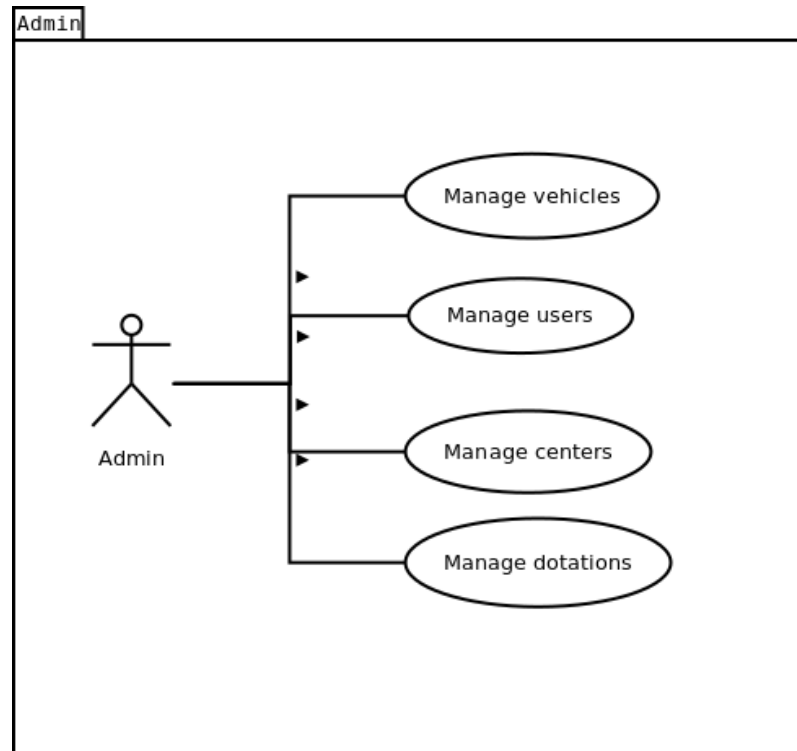 Admin
Manage vehicles
Manage users
Manage centers
Admin
Manage dotations